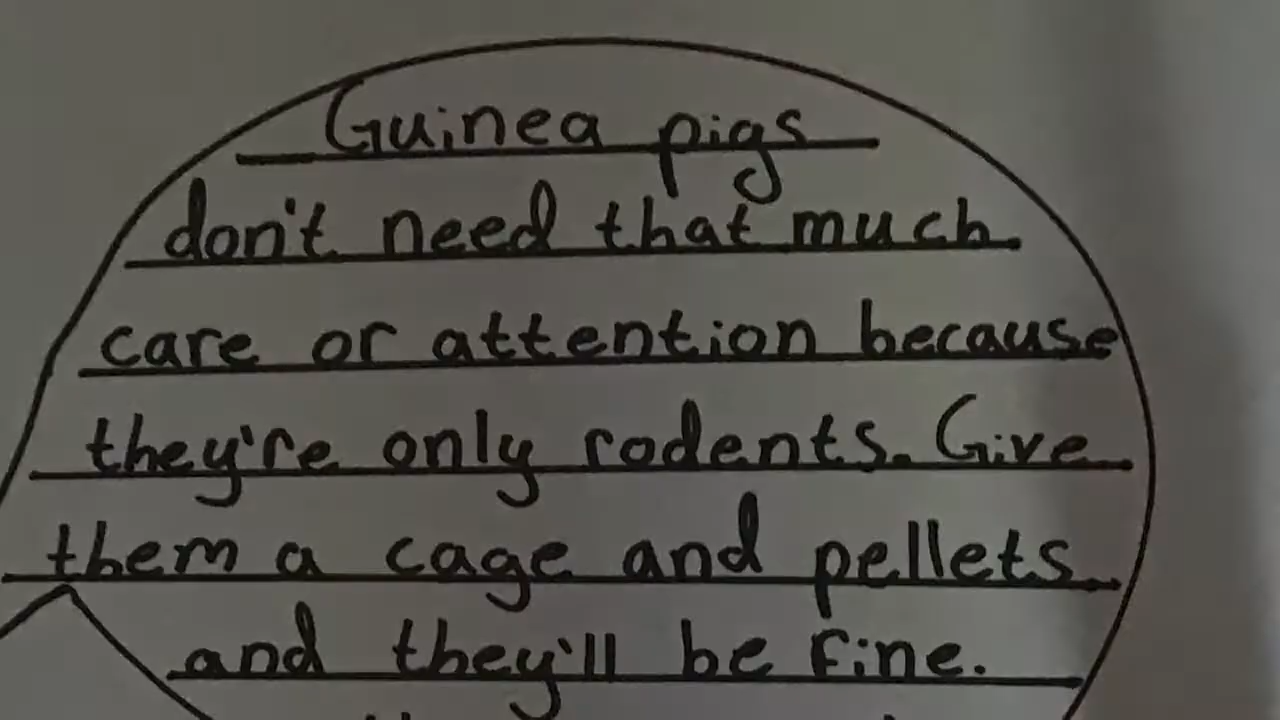 Guinea pigs
don't need that much
care or attention because
they're only rodents. Give
them a cage and pellets
and they'll be fine.